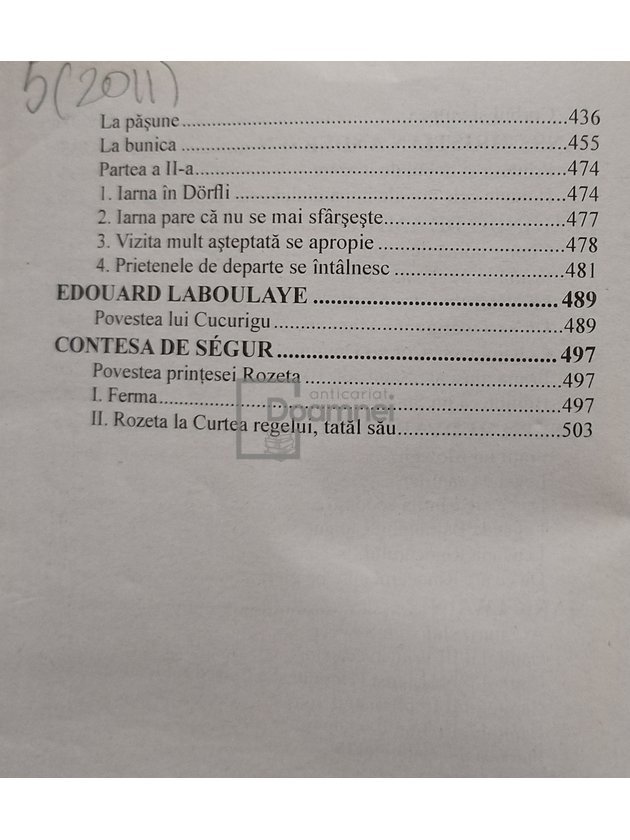 5(2011)
La pășune...............................................................436
La bunica ...............................................................455
Partea a II-a............................................................474
1. Iarna în Dörfli .......................................................474
2. Iarna pare că nu se mai sfârșește...............................477
3. Vizita mult așteptată se apropie ................................478
4. Prietenele de departe se întâlnesc .............................481
EDOUARD LABOULAYE ........................................489
Povestea lui Cucurigu ................................................489
CONTESA DE SÉGUR..............................................497
Povestea prințesei Rozeta ..........................................497
anticariat
I. Ferma..................................................................497
Doamnei
II. Rozeta la Curtea regelui, tatăl său............................503